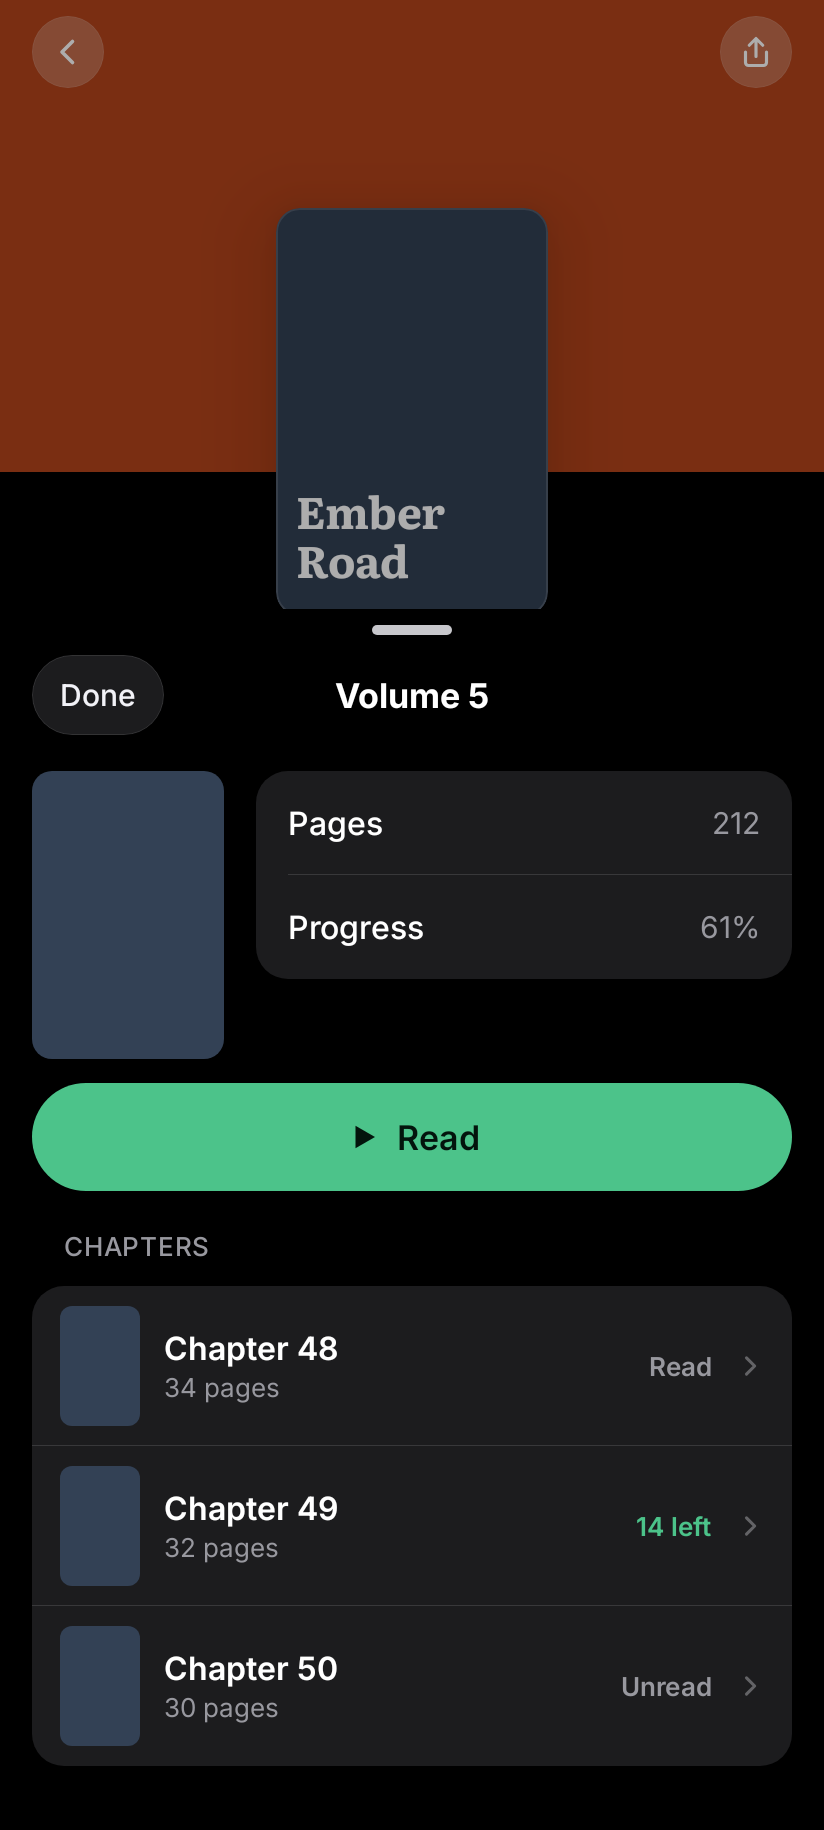 Ember
Road
Done
Volume 5
Pages
212
Progress
61%
Read
CHAPTERS
Chapter 48
34 pages
Read
Chapter 49
32 pages
14 left
Chapter 50
30 pages
Unread